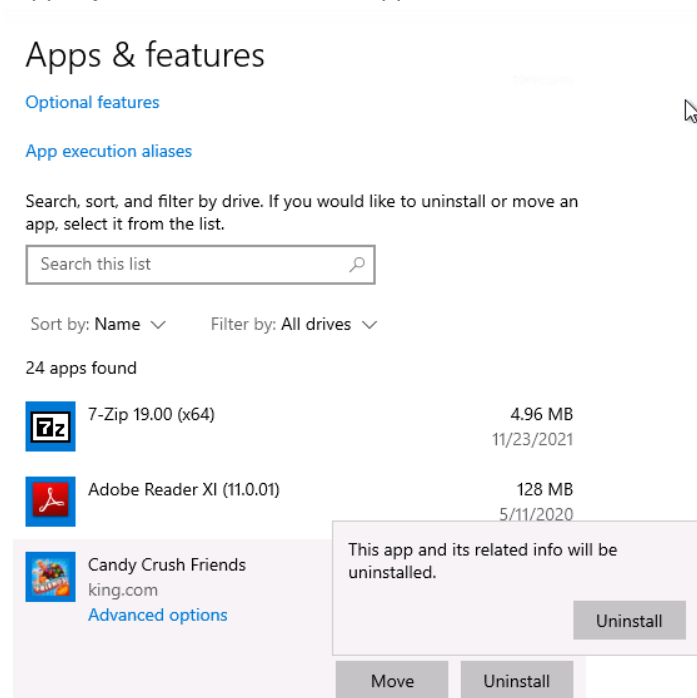 Apps & features
Optional features
App execution aliases
Search, sort, and filter by drive. If you would like to uninstall or move an
app, select it from the list.
Search this list
Sort by: Name Filter by: All drives
24 apps found
7z
7-Zip 19.00 (x64) 4.96 MB
11/23/2021
Adobe Reader XI (11.0.01) 128 MB
5/11/2020
Candy Crush Friends
king.com
Advanced options
This app and its related info will be
uninstalled.
Uninstall
Move Uninstall